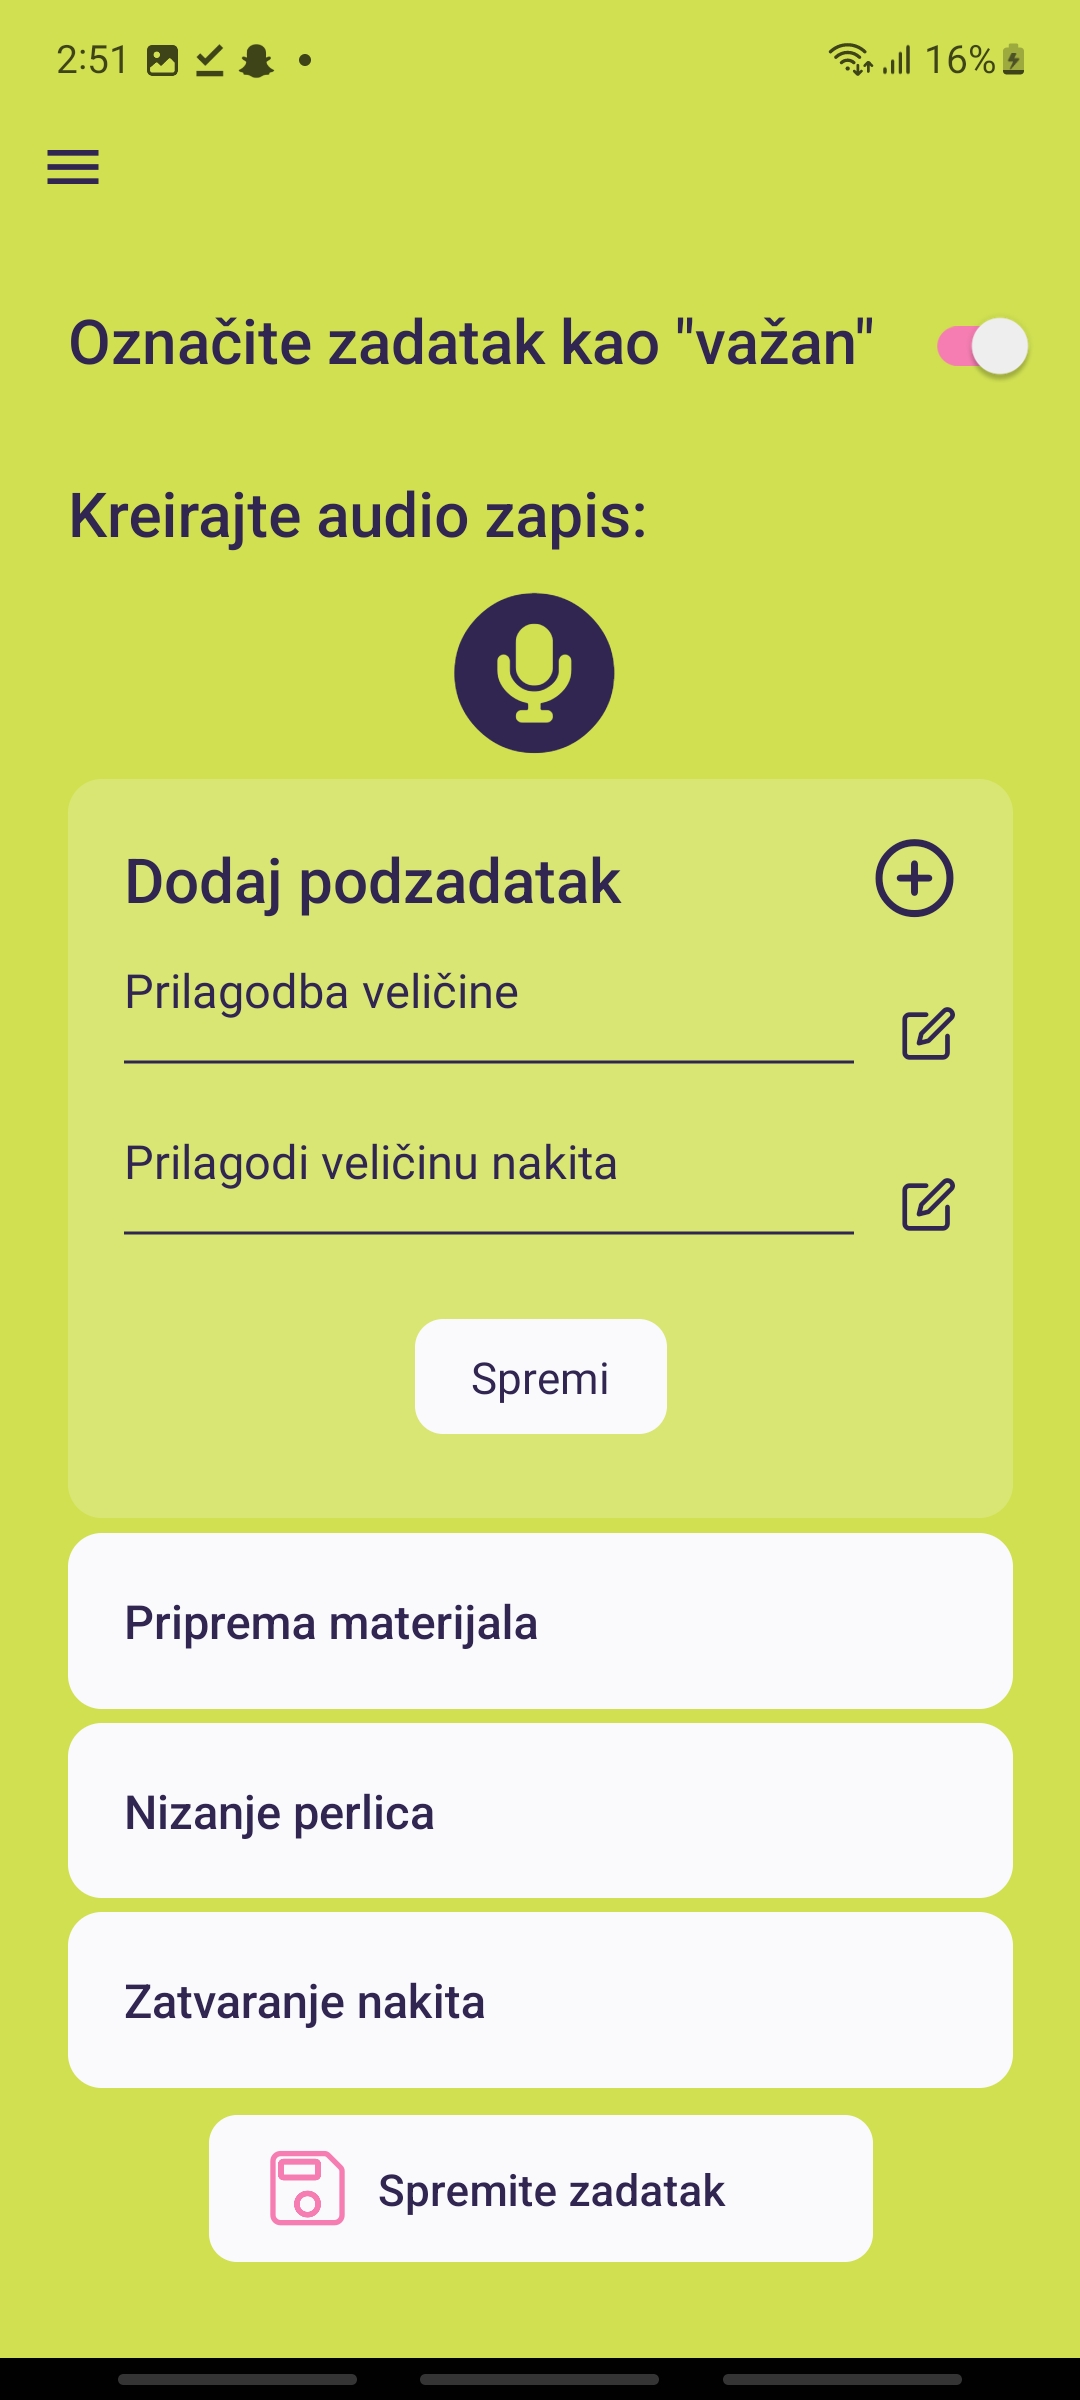 2:51
16%
Označite zadatak kao "važan"
Kreirajte audio zapis:
Dodaj podzadatak
Prilagodba veličine
Prilagodi veličinu nakita
Spremi
Priprema materijala
Nizanje perlica
Zatvaranje nakita
Spremite zadatak